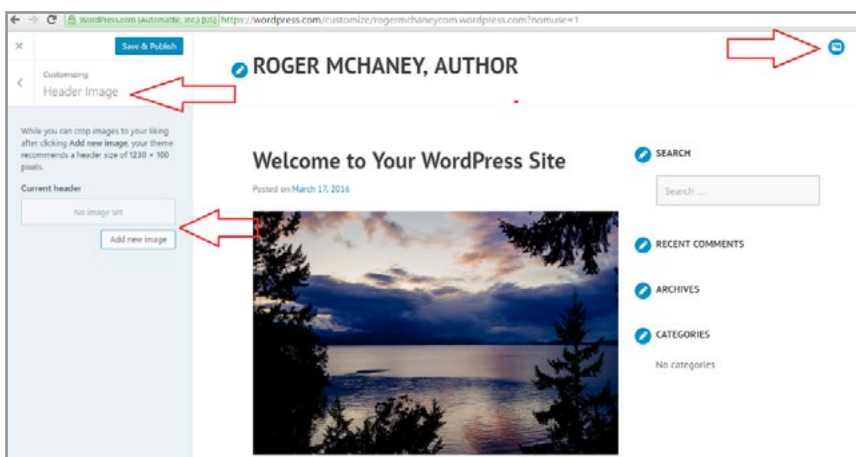 WordPress.com (Automattic, Inc.) [US] https://wordpress.com/customize/rogermchaneycom.wordpress.com?nomuse=1
Save & Publish
Customizing
Header Image
While you can crop images to your liking
after clicking Add new image, your theme
recommends a header size of 1230 × 100
pixels.
Current header
No image set
Add new image
ROGER MCHANEY, AUTHOR
Welcome to Your WordPress Site
Posted on March 17, 2016
SEARCH
Search ...
RECENT COMMENTS
ARCHIVES
CATEGORIES
No categories